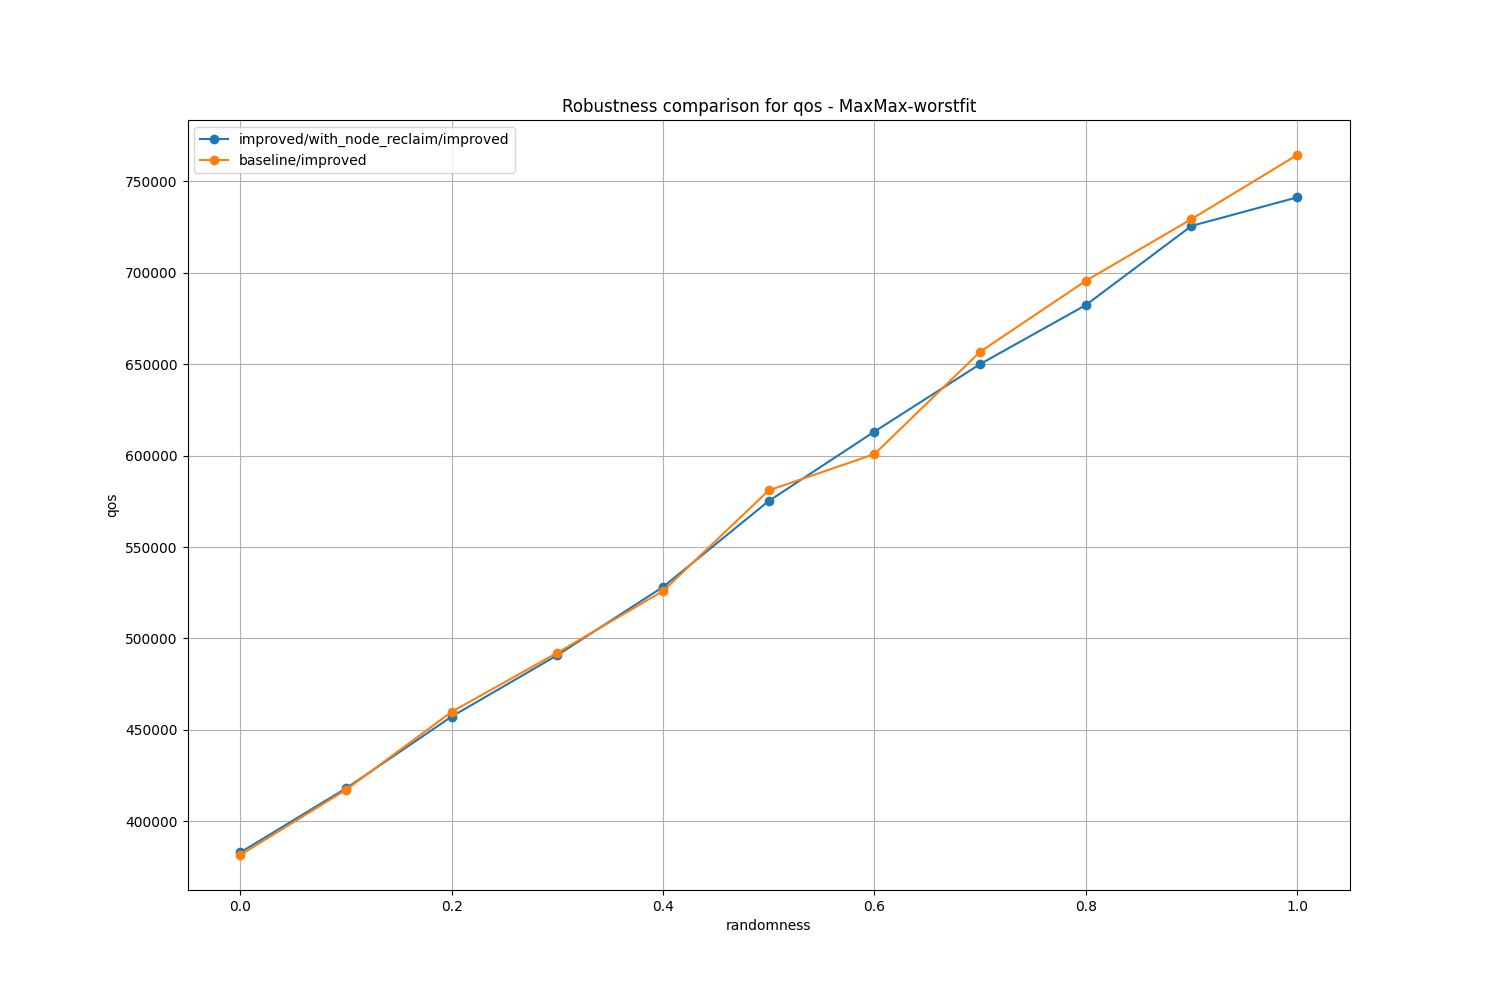 Robustness comparison for qos - MaxMax-worstfit
improved/with_node_reclaim/improved
baseline/improved
750000
700000
650000
600000
550000
500000
450000
400000
qos
0.0 0.2 0.4 0.6 0.8 1.0
randomness